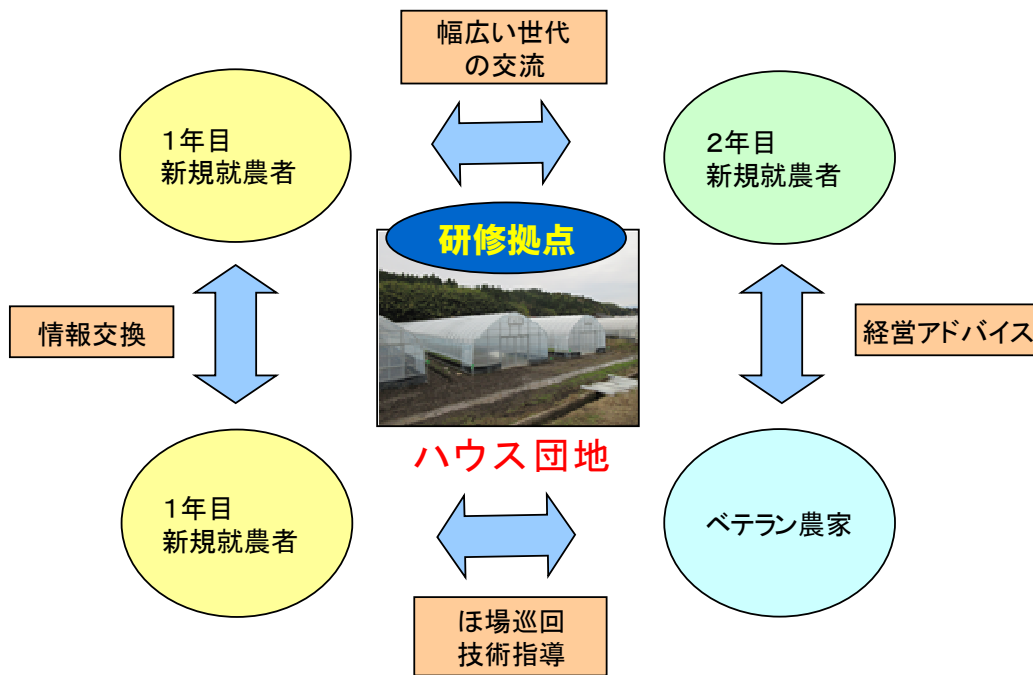 幅広い世代
の交流
１年目
新規就農者
２年目
新規就農者
研修拠点
情報交換
経営アドバイス
ハウス団地
１年目
新規就農者
ベテラン農家
ほ場巡回
技術指導